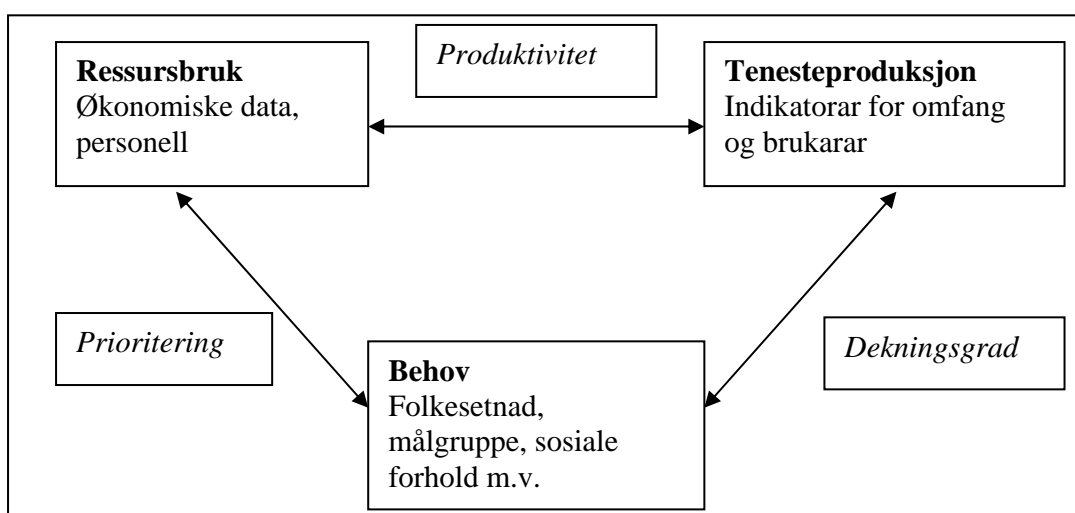 Produktivitet
Ressursbruk
Økonomiske data,
personell
Tenesteproduksjon
Indikatorar for omfang
og brukarar
Prioritering
Dekningsgrad
Behov
Folkesetnad,
målgruppe, sosiale
forhold m.v.